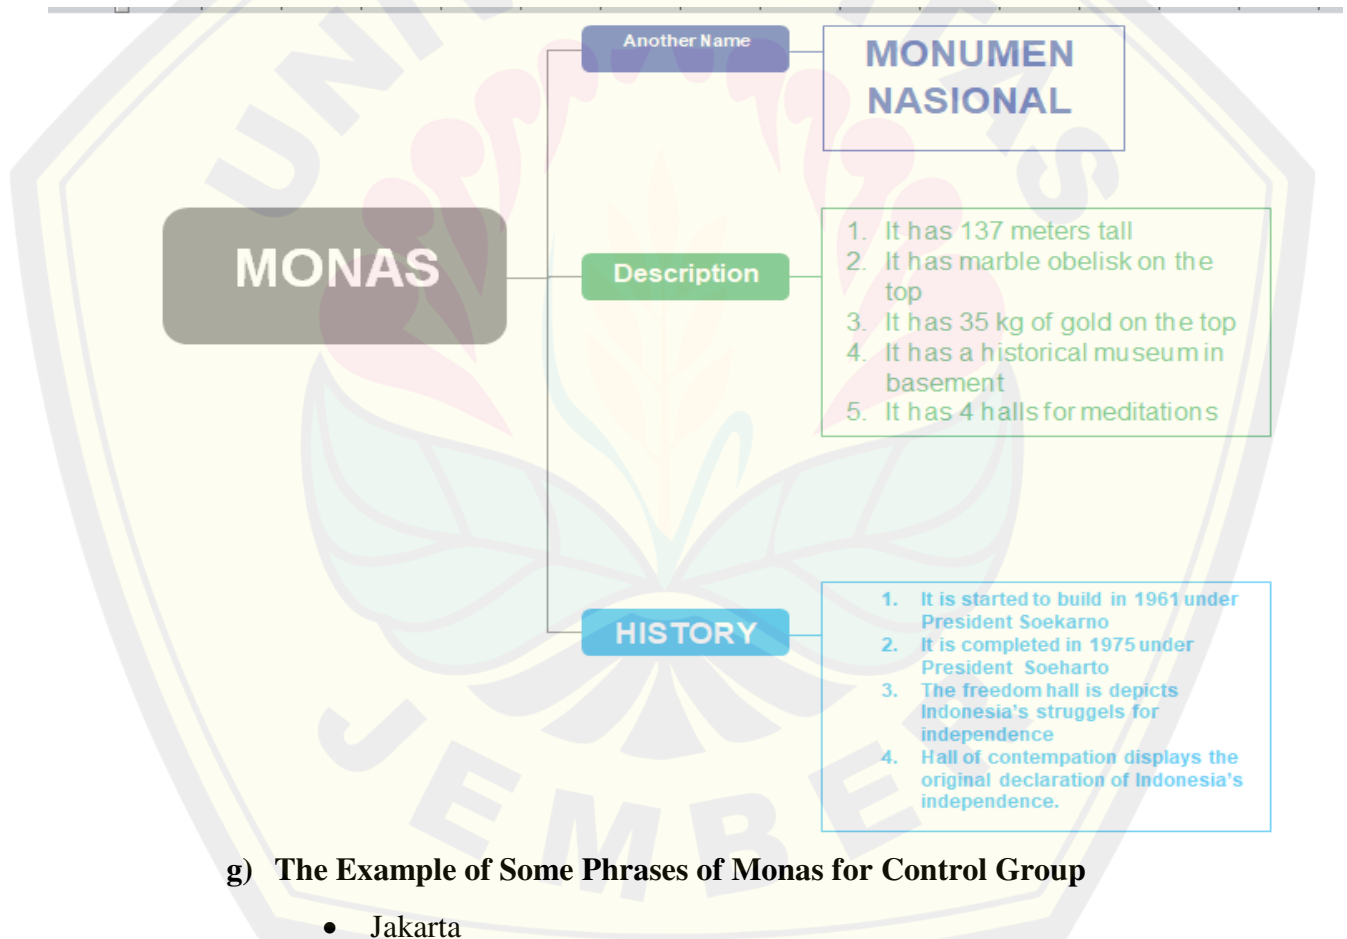 Another Name
MONUMEN
NASIONAL
MONAS
Description
1. It has 137 meters tall
2. It has marble obelisk on the
top
3. It has 35 kg of gold on the top
4. It has a historical museum in
basement
5. It has 4 halls for meditations
HISTORY
1. It is started to build in 1961 under
President Soekarno
2. It is completed in 1975 under
President Soeharto
3. The freedom hall is depicts
Indonesia's struggels for
independence
4. Hall of contempation displays the
original declaration of Indonesia's
independence.
JEMBER
g) The Example of Some Phrases of Monas for Control Group
• Jakarta